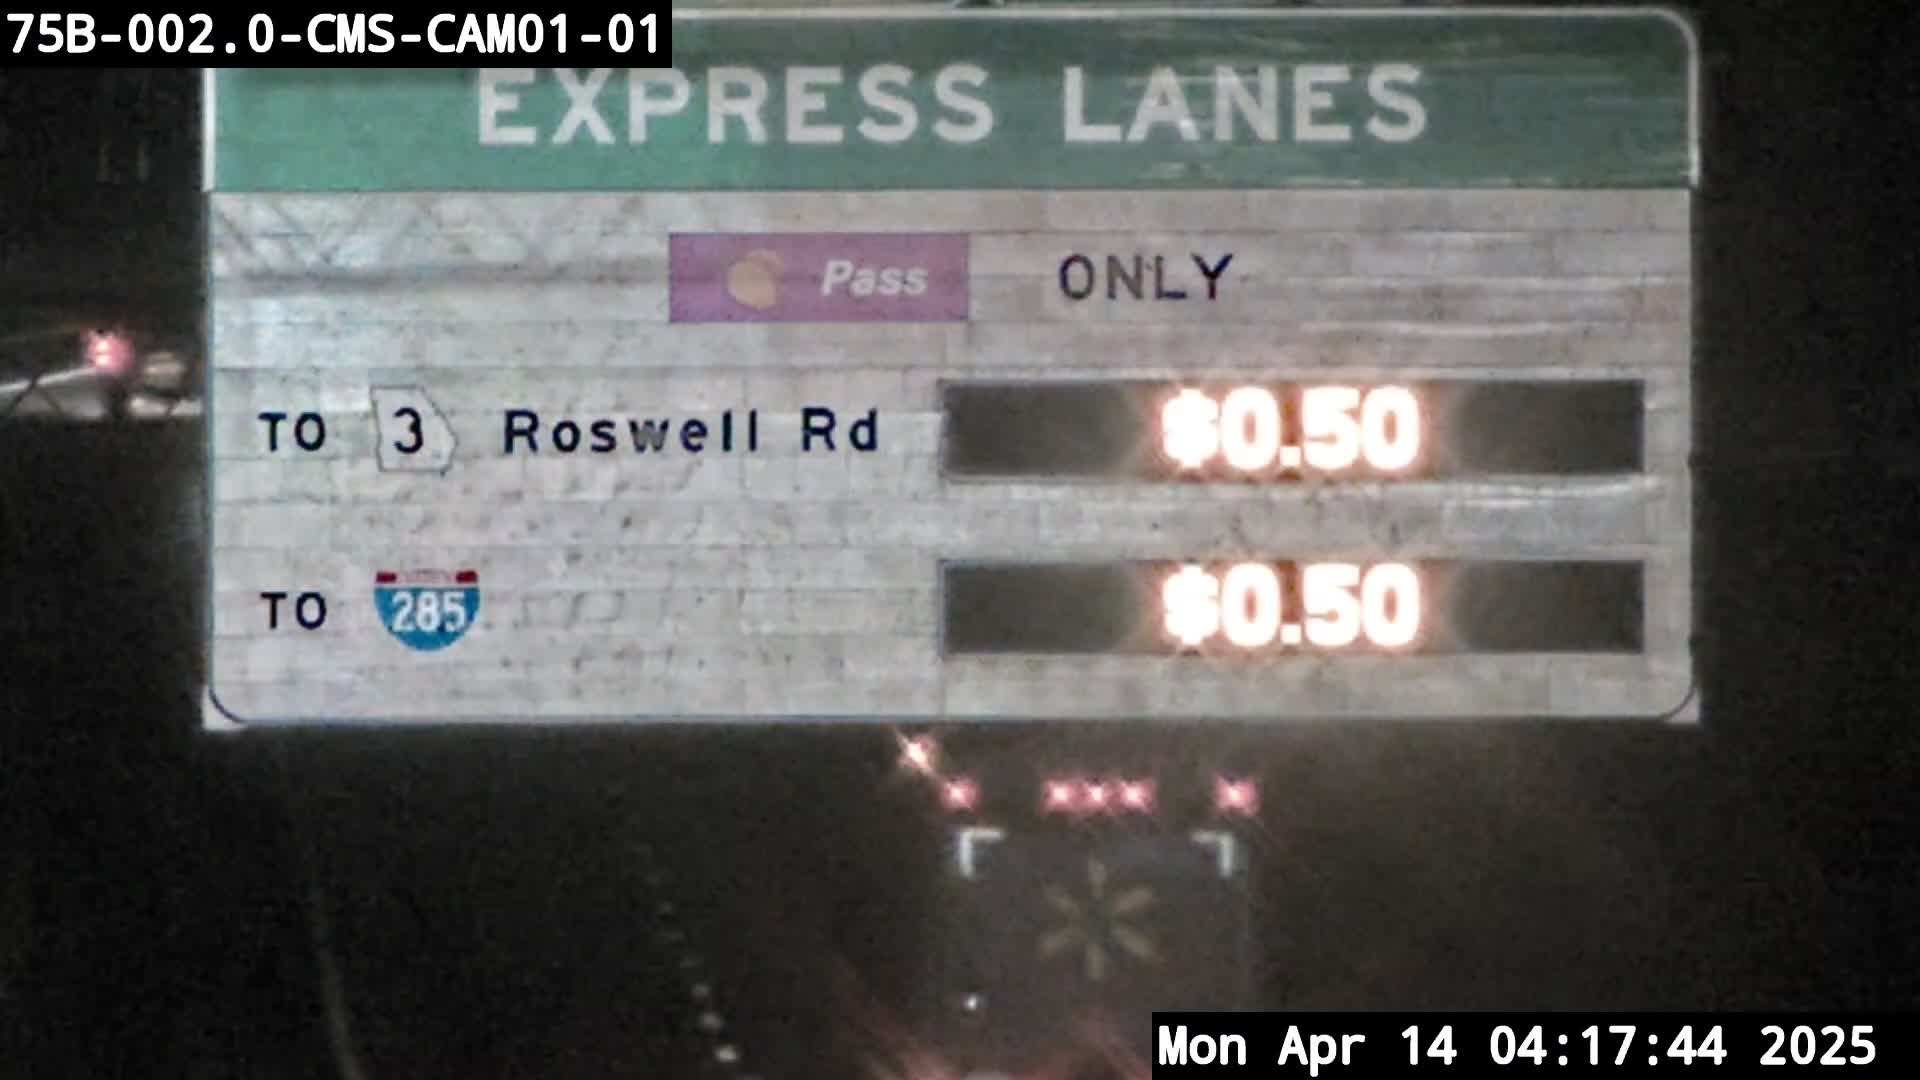 75B-002.0-CMS-CAM01-01
EXPRESS LANES
Pass ONLY
TO 3 Roswell Rd $0.50
TO 285 $0.50
Mon Apr 14 04:17:44 2025